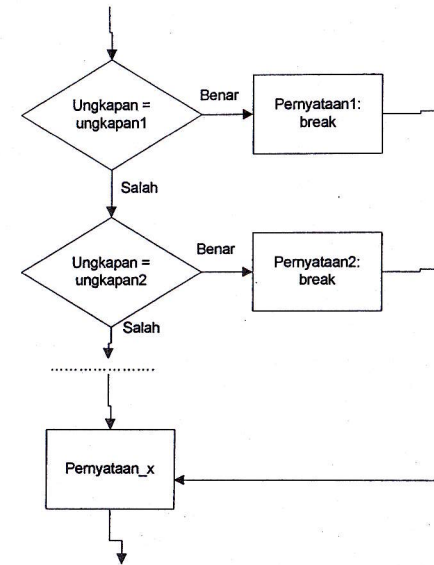 Ungkapan =
ungkapan1
Benar
Pernyataan1:
break
Salah
Ungkapan =
ungkapan2
Benar
Pernyataan2:
break
Salah
.....................
Pernyataan_x